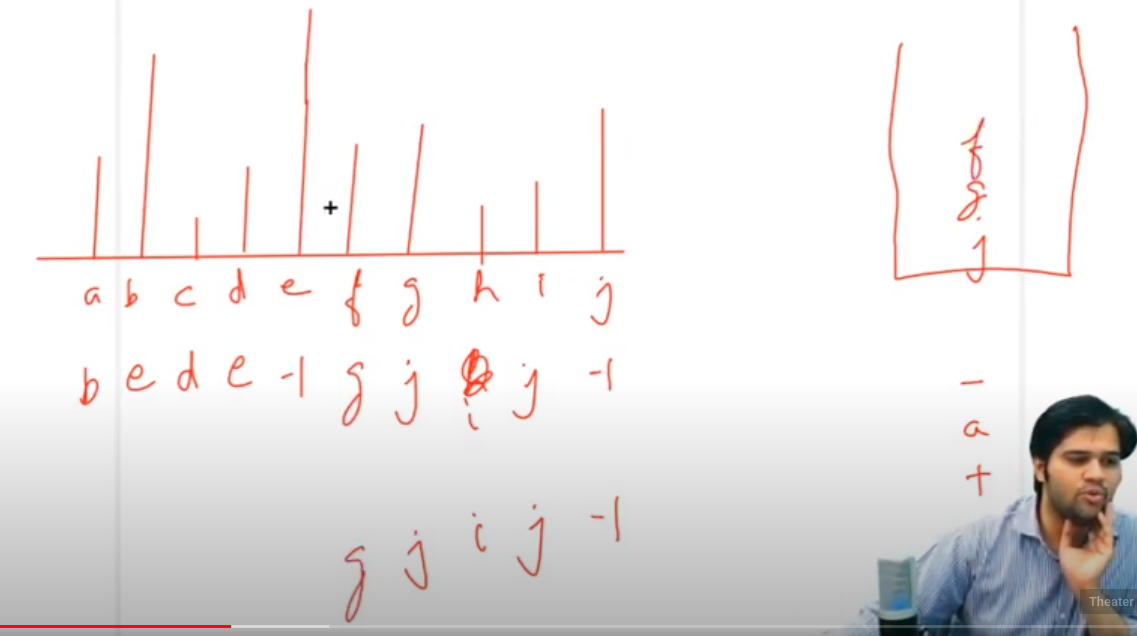 a b c d e f g h i j
b e d e -1 g j i j -1
g j i j -1
f
g
j
-
a
+
Theater